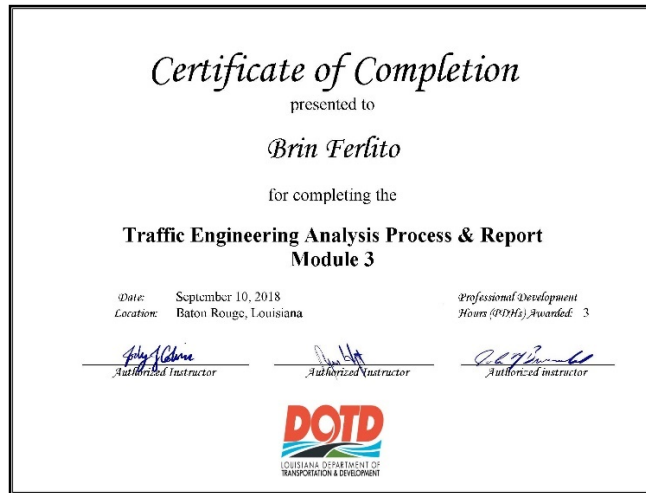 Certificate of Completion
presented to
Brin Ferlito
for completing the
Traffic Engineering Analysis Process & Report
Module 3
Date: September 10, 2018
Location: Baton Rouge, Louisiana
Professional Development
Hours (PDHs) Awarded: 3
Authorized Instructor
Authorized Instructor
Authorized instructor
DOTD
LOUISIANA DEPARTMENT OF
TRANSPORTATION & DEVELOPMENT